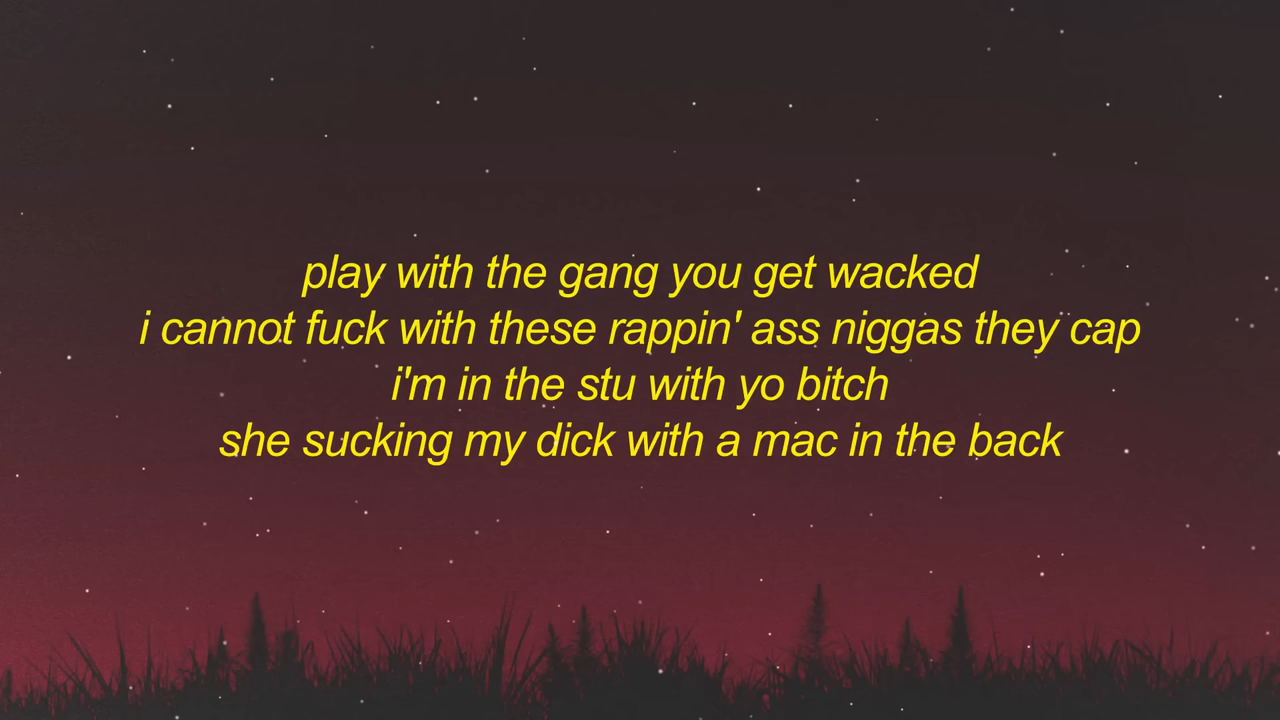 play with the gang you get wacked
i cannot fuck with these rappin' ass niggas they cap
i'm in the stu with yo bitch
she sucking my dick with a mac in the back